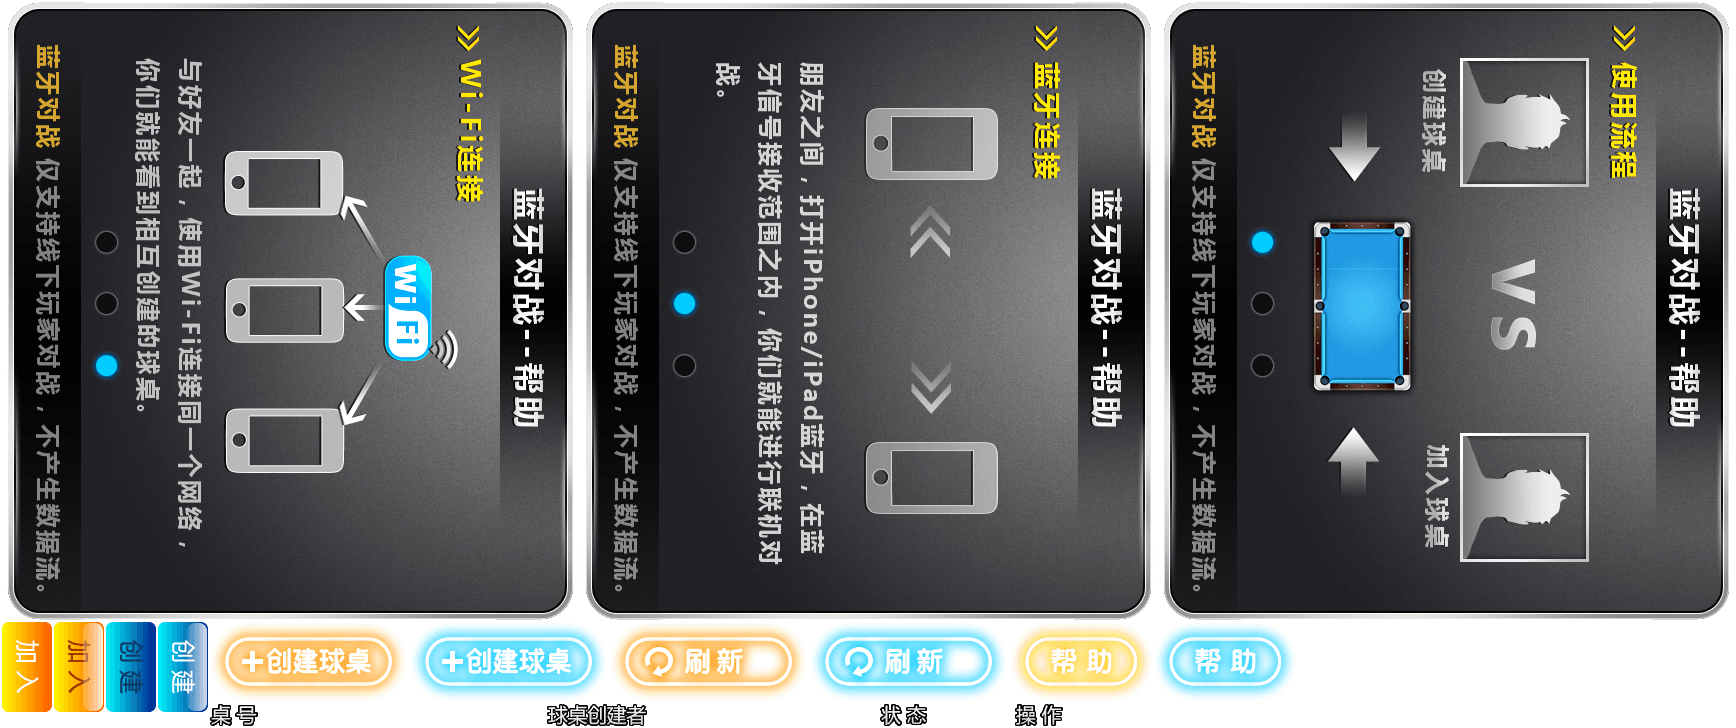 蓝牙对战--帮助
Wi-Fi连接
Wi
Fi
与好友一起，使用Wi-Fi连接同一个网络，
你们就能看到相互创建的球桌。
蓝牙对战 仅支持线下玩家对战，不产生数据流。
蓝牙对战--帮助
蓝牙连接
朋友之间，打开iPhone/iPad蓝牙，在蓝
牙信号接收范围之内，你们就能进行联机对
战。
蓝牙对战 仅支持线下玩家对战，不产生数据流。
蓝牙对战--帮助
使用流程
创建球桌
VS
加入球桌
蓝牙对战 仅支持线下玩家对战，不产生数据流。
加入
加入
创建
创建
+创建球桌
+创建球桌
刷新
刷新
帮助
帮助
桌号
球桌创建者
状态
操作